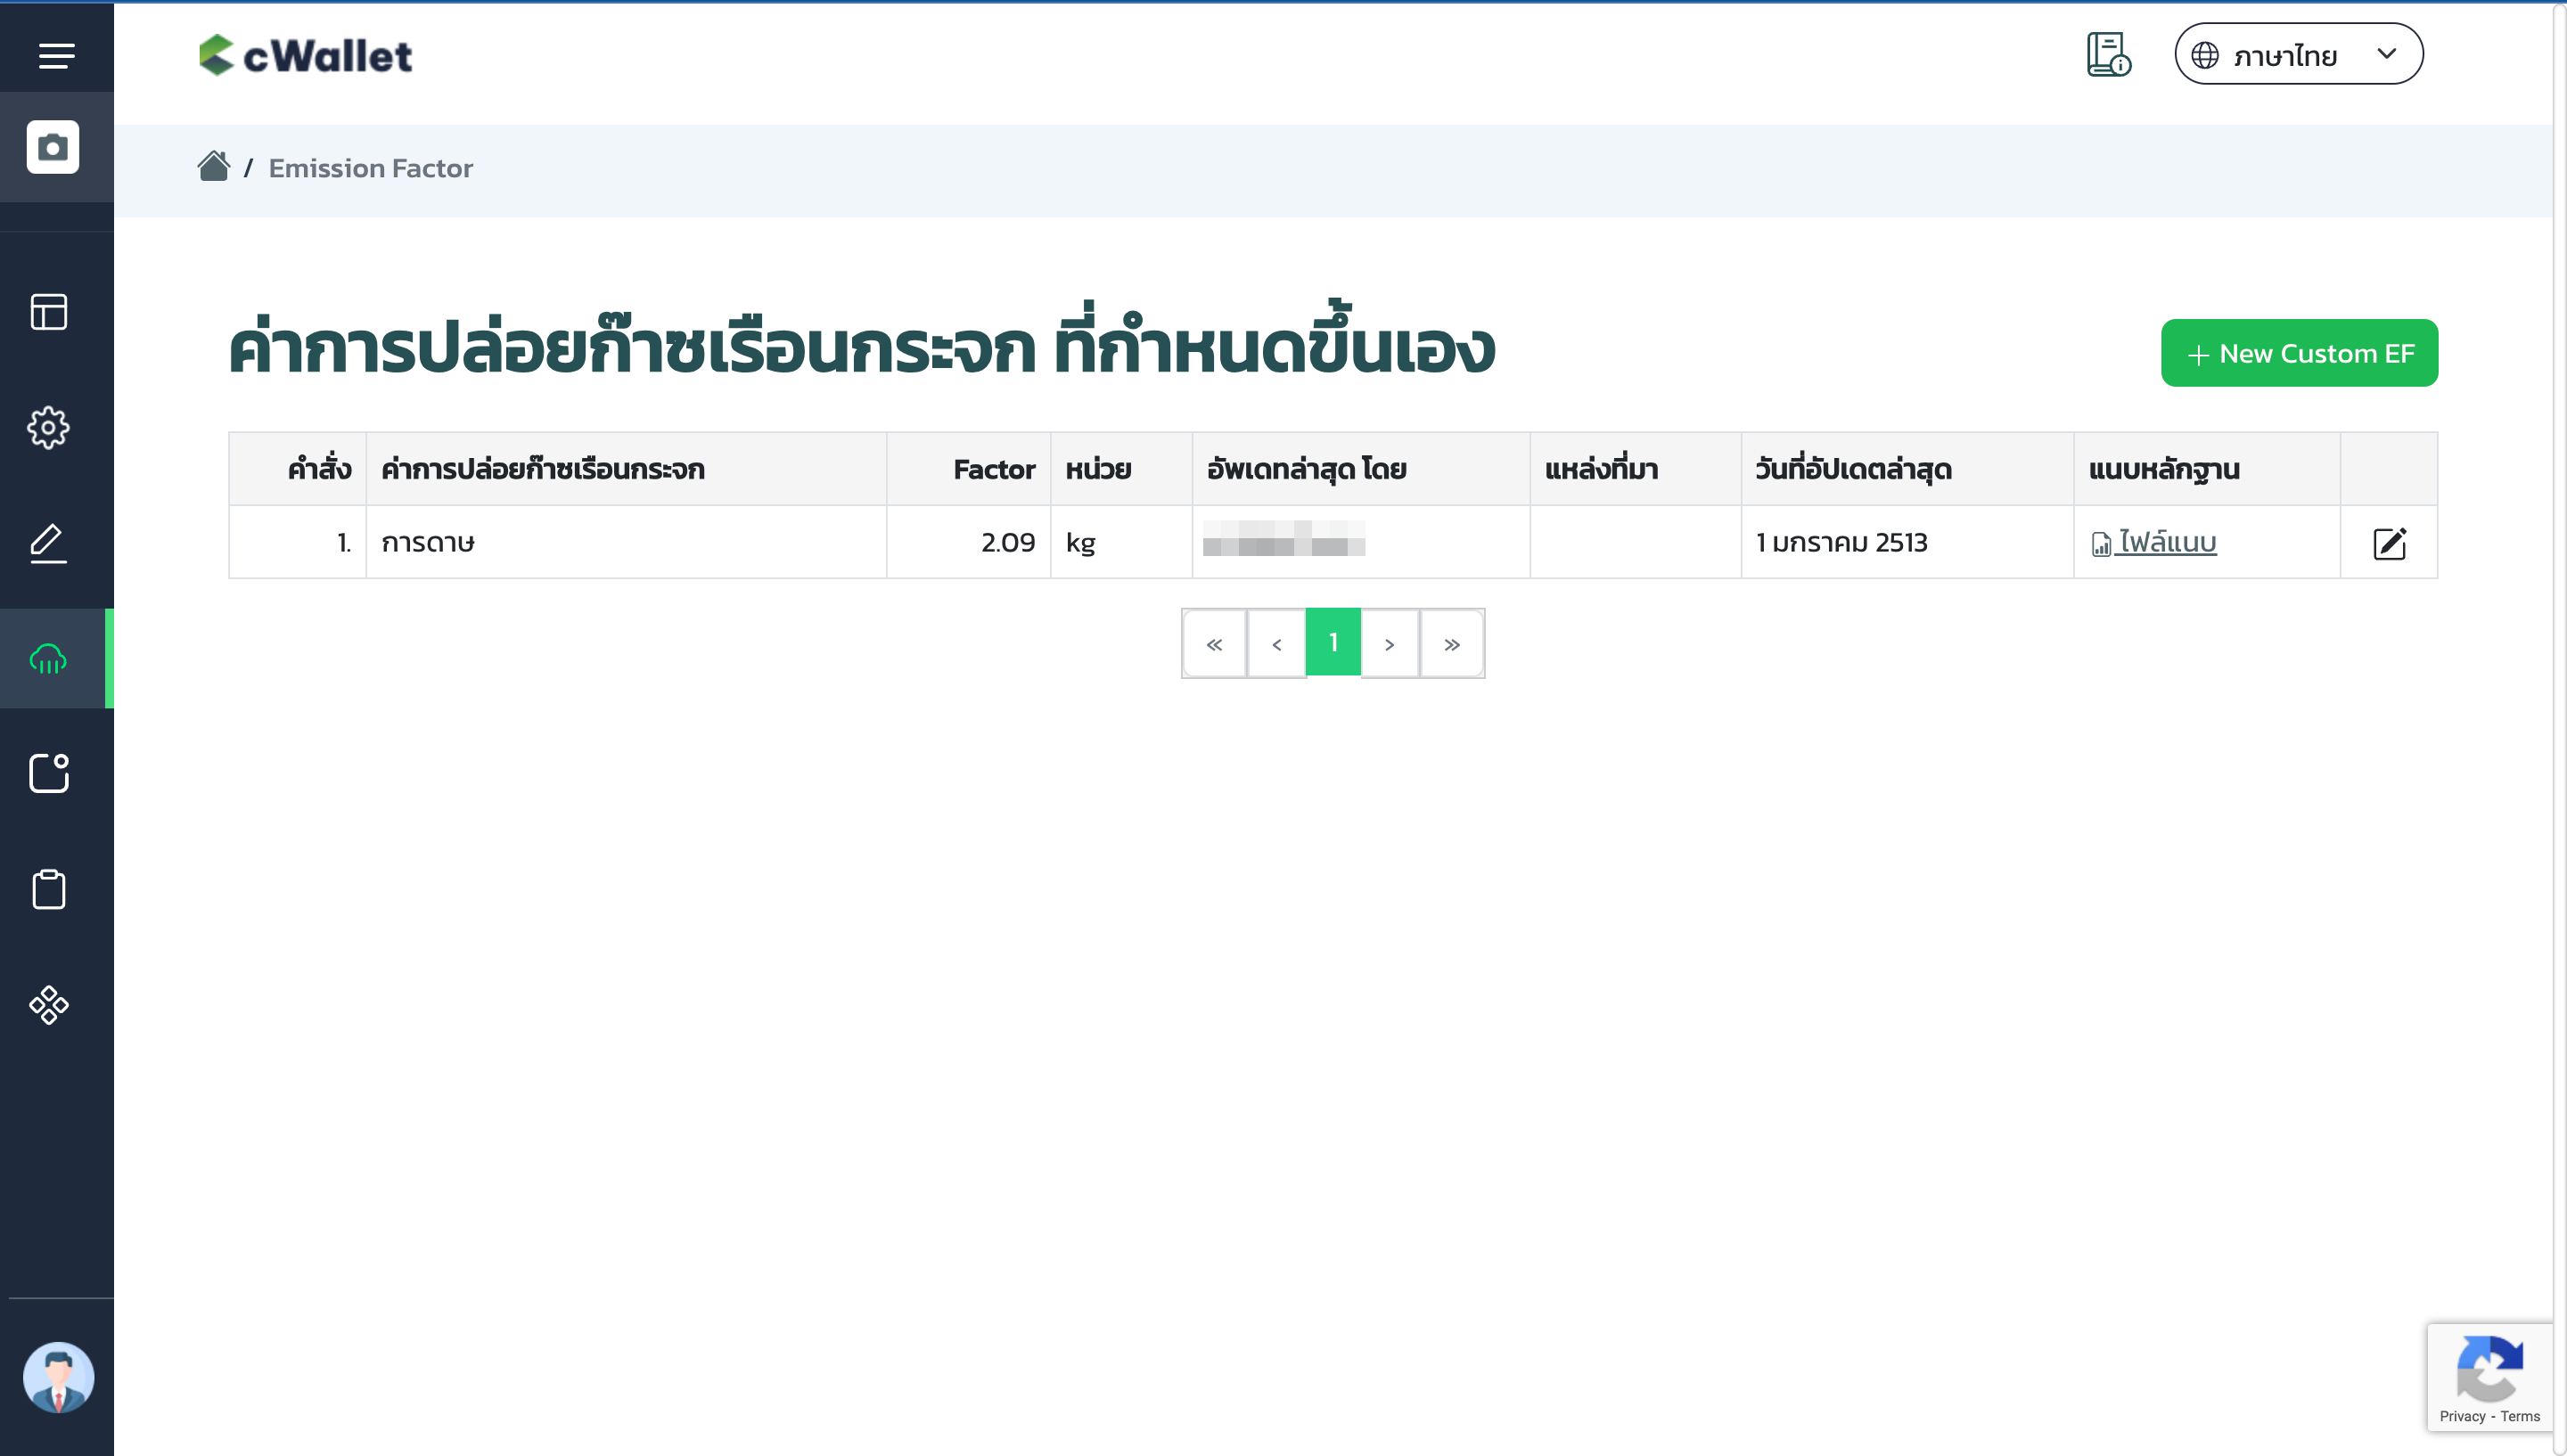 cWallet
ภาษาไทย
/ Emission Factor
ค่าการปล่อยก๊าซเรือนกระจก ที่กำหนดขึ้นเอง
+ New Custom EF
คำสั่ง ค่าการปล่อยก๊าซเรือนกระจก Factor หน่วย อัพเดทล่าสุด โดย แหล่งที่มา วันที่อัปเดตล่าสุด แนบหลักฐาน
1. การดาษ 2.09 kg 1 มกราคม 2513 ไฟล์แนบ
« < 1 > »
Privacy - Terms